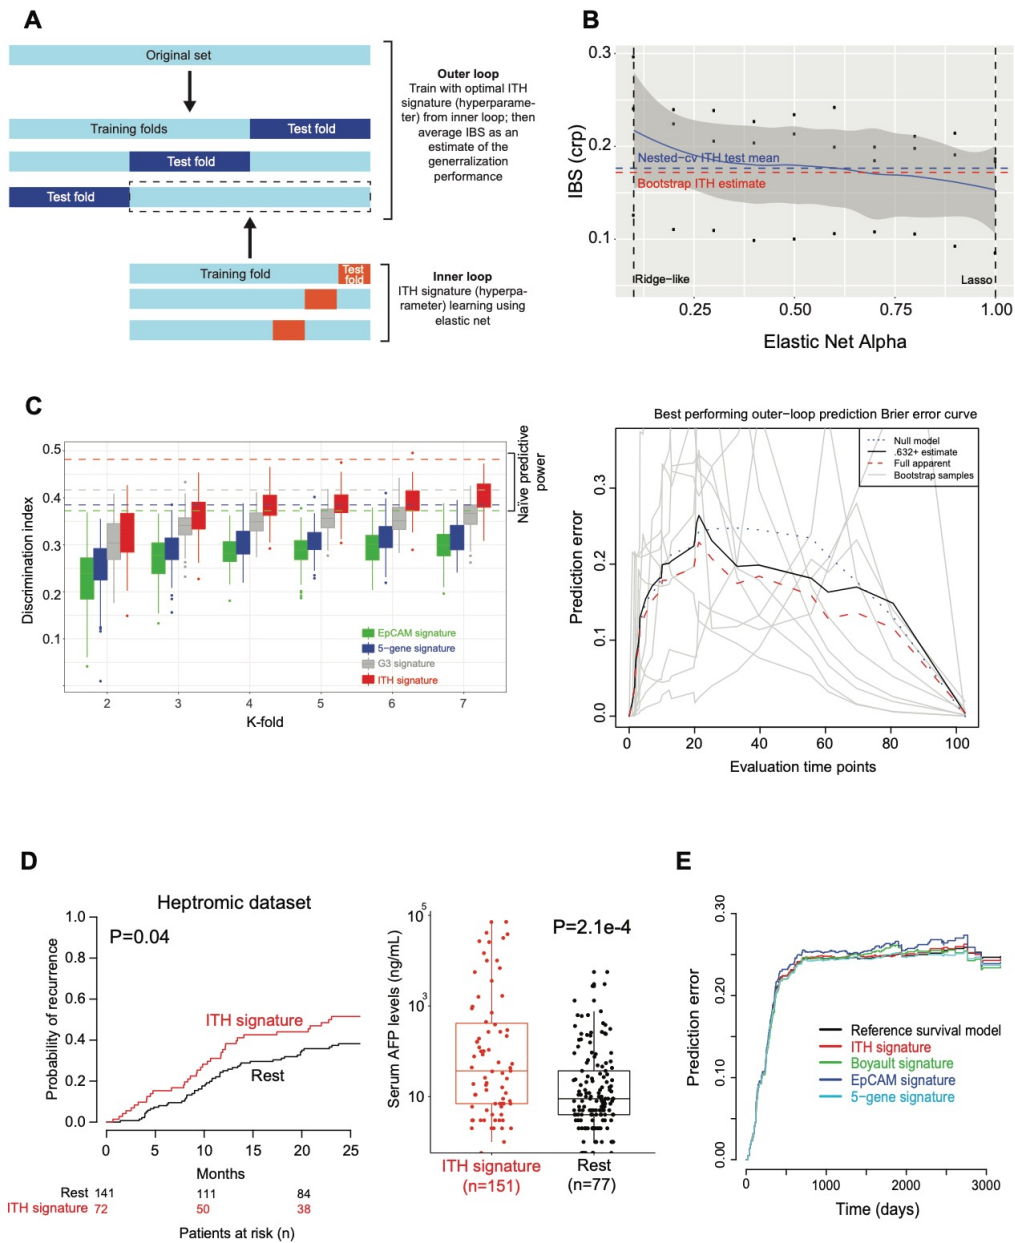 A
Original set
Training folds
Test fold
Test fold
Test fold
Outer loop
Train with optimal ITH
signature (hyperparame-
ter) from inner loop; then
average IBS as an
estimate of the
generralization
performance
Training fold
Test
fold
Inner loop
ITH signature (hyperpa-
rameter) learning using
elastic net
B
IBS (crp)
0.3
0.2
0.1
Nested-cv ITH test mean
Bootstrap ITH estimate
Ridge-like
Lasso
0.25
0.50
0.75
1.00
Elastic Net Alpha
C
Discrimination index
0.5
0.4
0.3
0.2
0.1
Naïve predictive
power
EpCAM signature
5-gene signature
G3 signature
ITH signature
2
3
4
5
6
7
K-fold
Best performing outer-loop prediction Brier error curve
Null model
.632+ estimate
Full apparent
Bootstrap samples
Prediction error
0.3
0.2
0.1
0.0
0
20
40
60
80
100
Evaluation time points
D
Heptromic dataset
P=0.04
Probability of recurrence
1.0
0.8
0.6
0.4
0.2
0.0
ITH signature
Rest
0
5
10
15
20
25
Months
Rest 141 111 84
ITH signature 72 50 38
Patients at risk (n)
Serum AFP levels (ng/mL)
10^5
10^3
10
P=2.1e-4
ITH signature
(n=151)
Rest
(n=77)
E
Prediction error
0.30
0.20
0.10
0.00
Reference survival model
ITH signature
Boyault signature
EpCAM signature
5-gene signature
0
1000
2000
3000
Time (days)